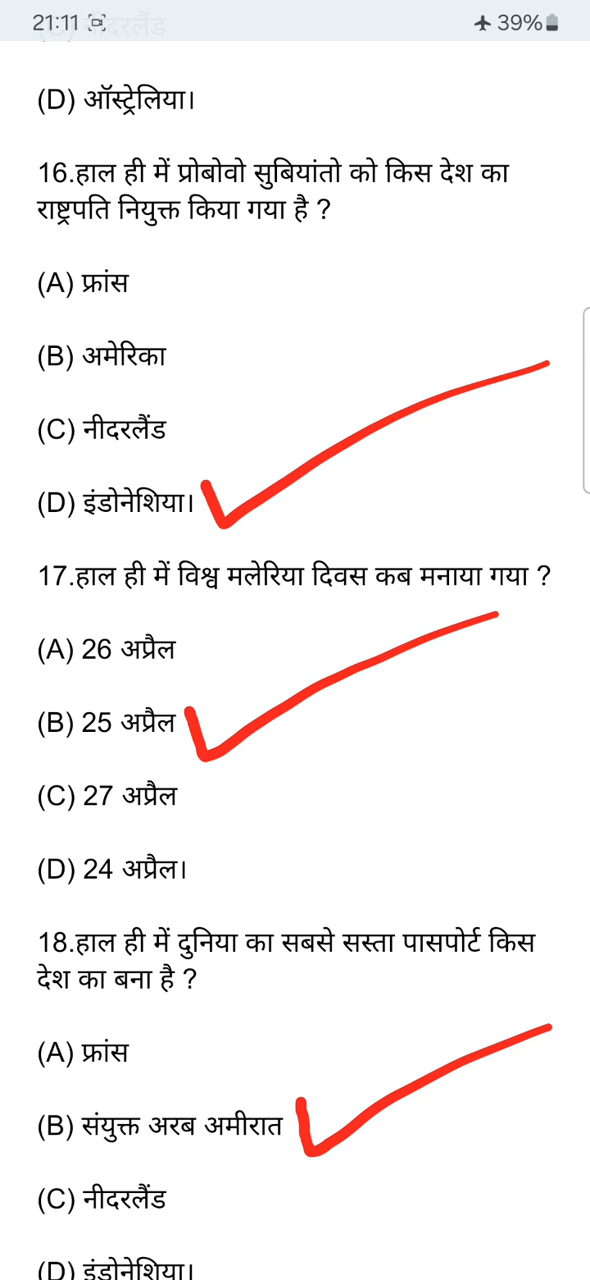 21:11
39%
(D) ऑस्ट्रेलिया।
16.हाल ही में प्रोबोवो सुबियांतो को किस देश का
राष्ट्रपति नियुक्त किया गया है ?
(A) फ्रांस
(B) अमेरिका
(C) नीदरलैंड
(D) इंडोनेशिया।
17.हाल ही में विश्व मलेरिया दिवस कब मनाया गया ?
(A) 26 अप्रैल
(B) 25 अप्रैल
(C) 27 अप्रैल
(D) 24 अप्रैल।
18.हाल ही में दुनिया का सबसे सस्ता पासपोर्ट किस
देश का बना है ?
(A) फ्रांस
(B) संयुक्त अरब अमीरात
(C) नीदरलैंड
(D) इंडोनेशिया।